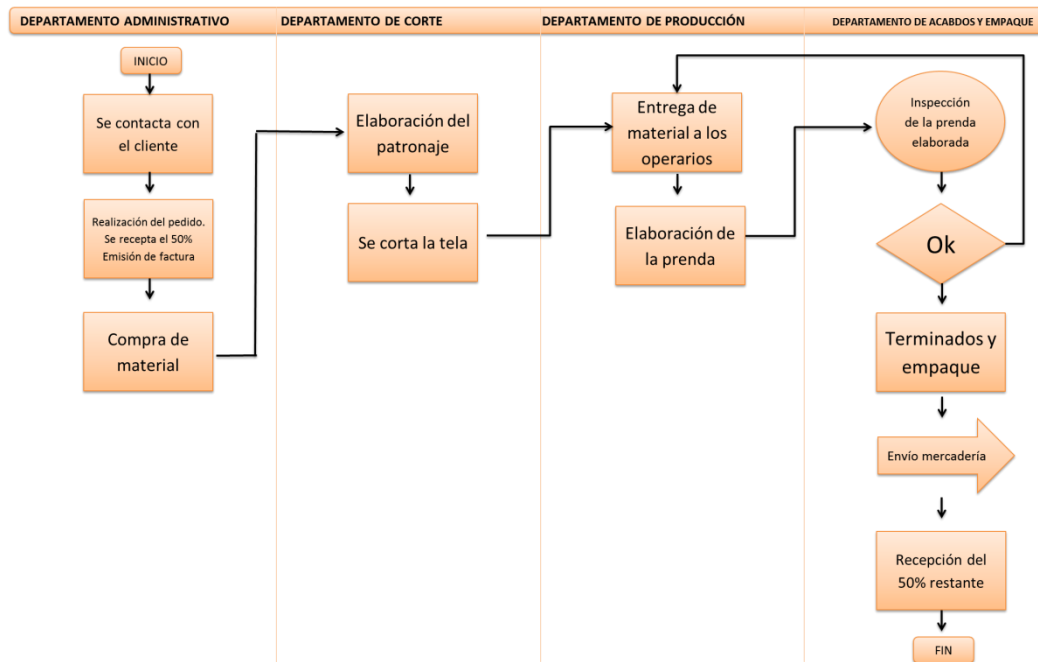 DEPARTAMENTO ADMINISTRATIVO
DEPARTAMENTO DE CORTE
DEPARTAMENTO DE PRODUCCIÓN
DEPARTAMENTO DE ACABDOS Y EMPAQUE
INICIO
Se contacta con
el cliente
Realización del pedido.
Se recepta el 50%
Emisión de factura
Compra de
material
Elaboración del
patronaje
Se corta la tela
Entrega de
material a los
operarios
Elaboración de
la prenda
Inspección
de la prenda
elaborada
Ok
Terminados y
empaque
Envío mercadería
Recepción del
50% restante
FIN